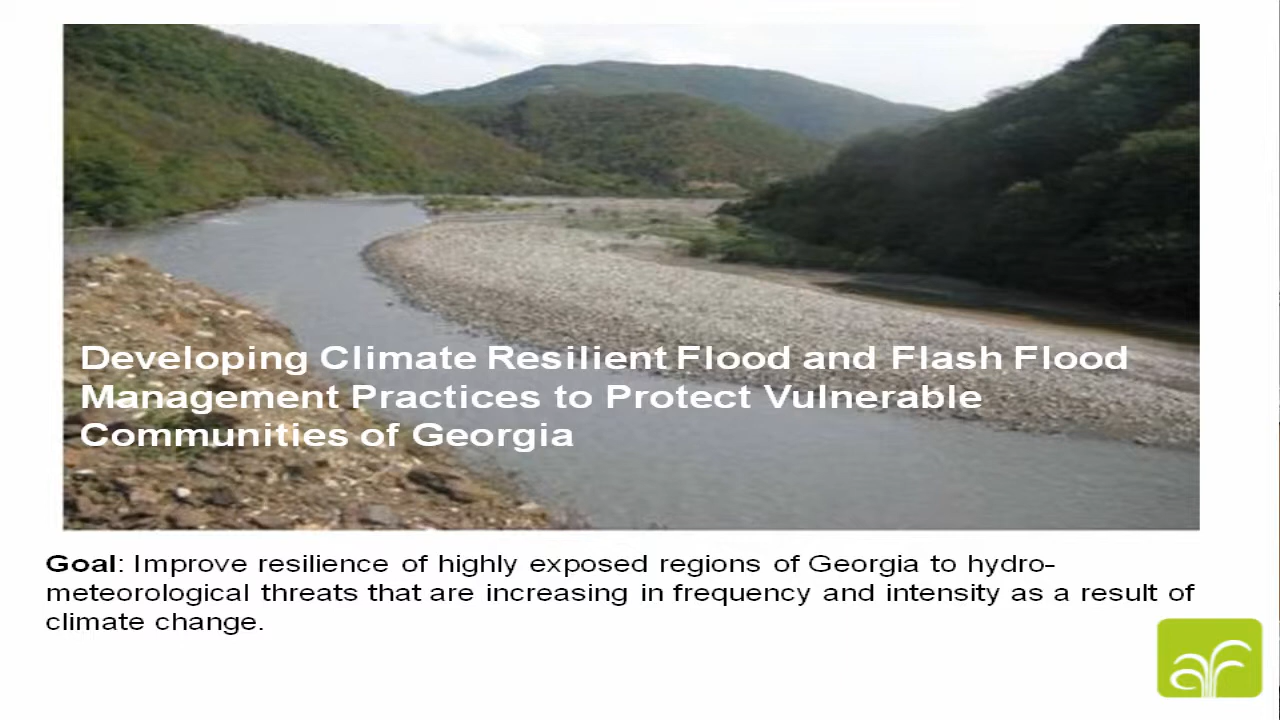 Developing Climate Resilient Flood and Flash Flood
Management Practices to Protect Vulnerable
Communities of Georgia
Goal: Improve resilience of highly exposed regions of Georgia to hydro-
meteorological threats that are increasing in frequency and intensity as a result of
climate change.
af